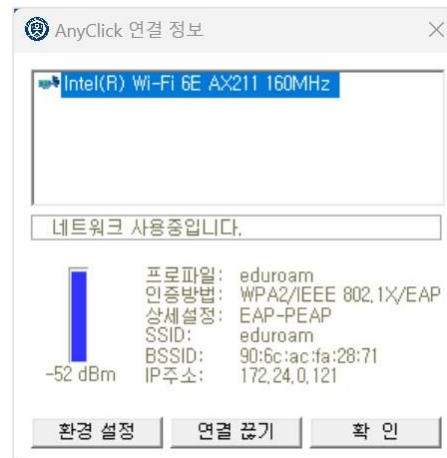 AnyClick 연결 정보
Intel(R) Wi-Fi 6E AX211 160MHz
네트워크 사용중입니다.
프로파일: eduroam
인증방법: WPA2/IEEE 802.1X/EAP
상세설정: EAP-PEAP
SSID: eduroam
BSSID: 90:6c:ac:fa:28:71
-52 dBm IP주소: 172.24.0.121
환경 설정 연결 끊기 확 인